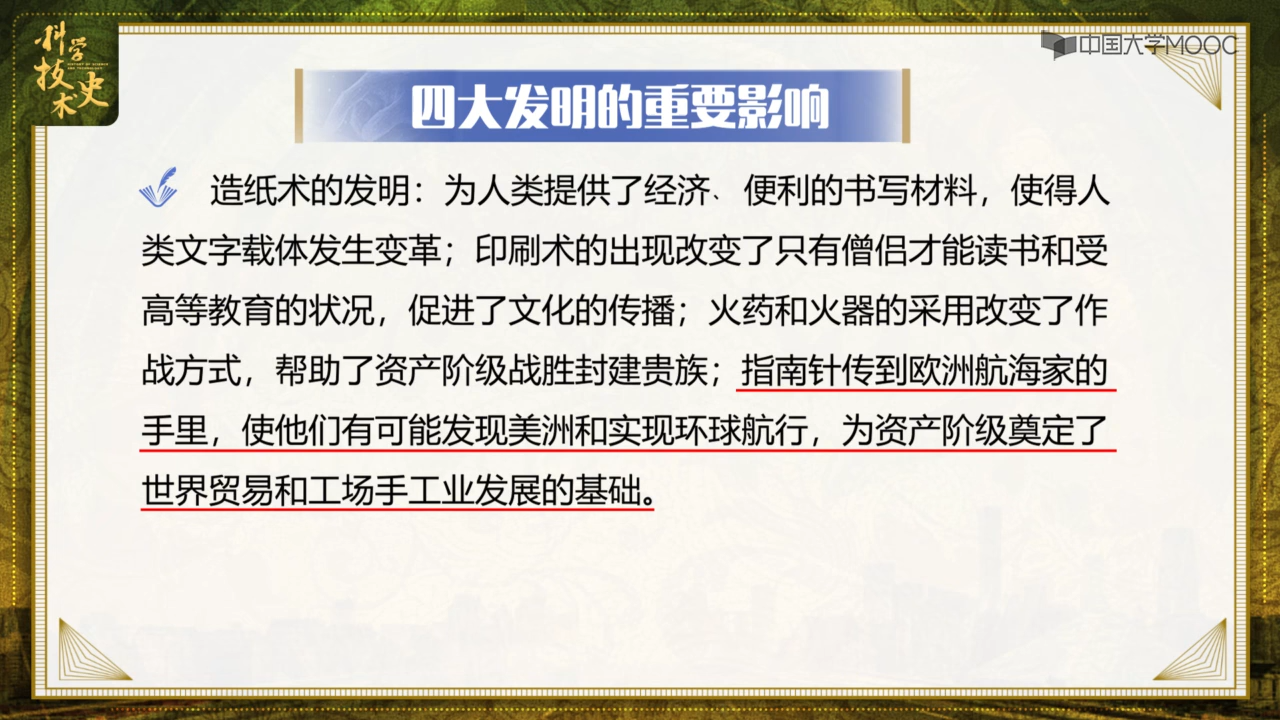 科学技术史
HISTORY OF SCIENCE AND TECHNOLOGY
中国大学MOOC
四大发明的重要影响
造纸术的发明：为人类提供了经济、便利的书写材料，使得人
类文字载体发生变革；印刷术的出现改变了只有僧侣才能读书和受
高等教育的状况，促进了文化的传播；火药和火器的采用改变了作
战方式，帮助了资产阶级战胜封建贵族；指南针传到欧洲航海家的
手里，使他们有可能发现美洲和实现环球航行，为资产阶级奠定了
世界贸易和工场手工业发展的基础。